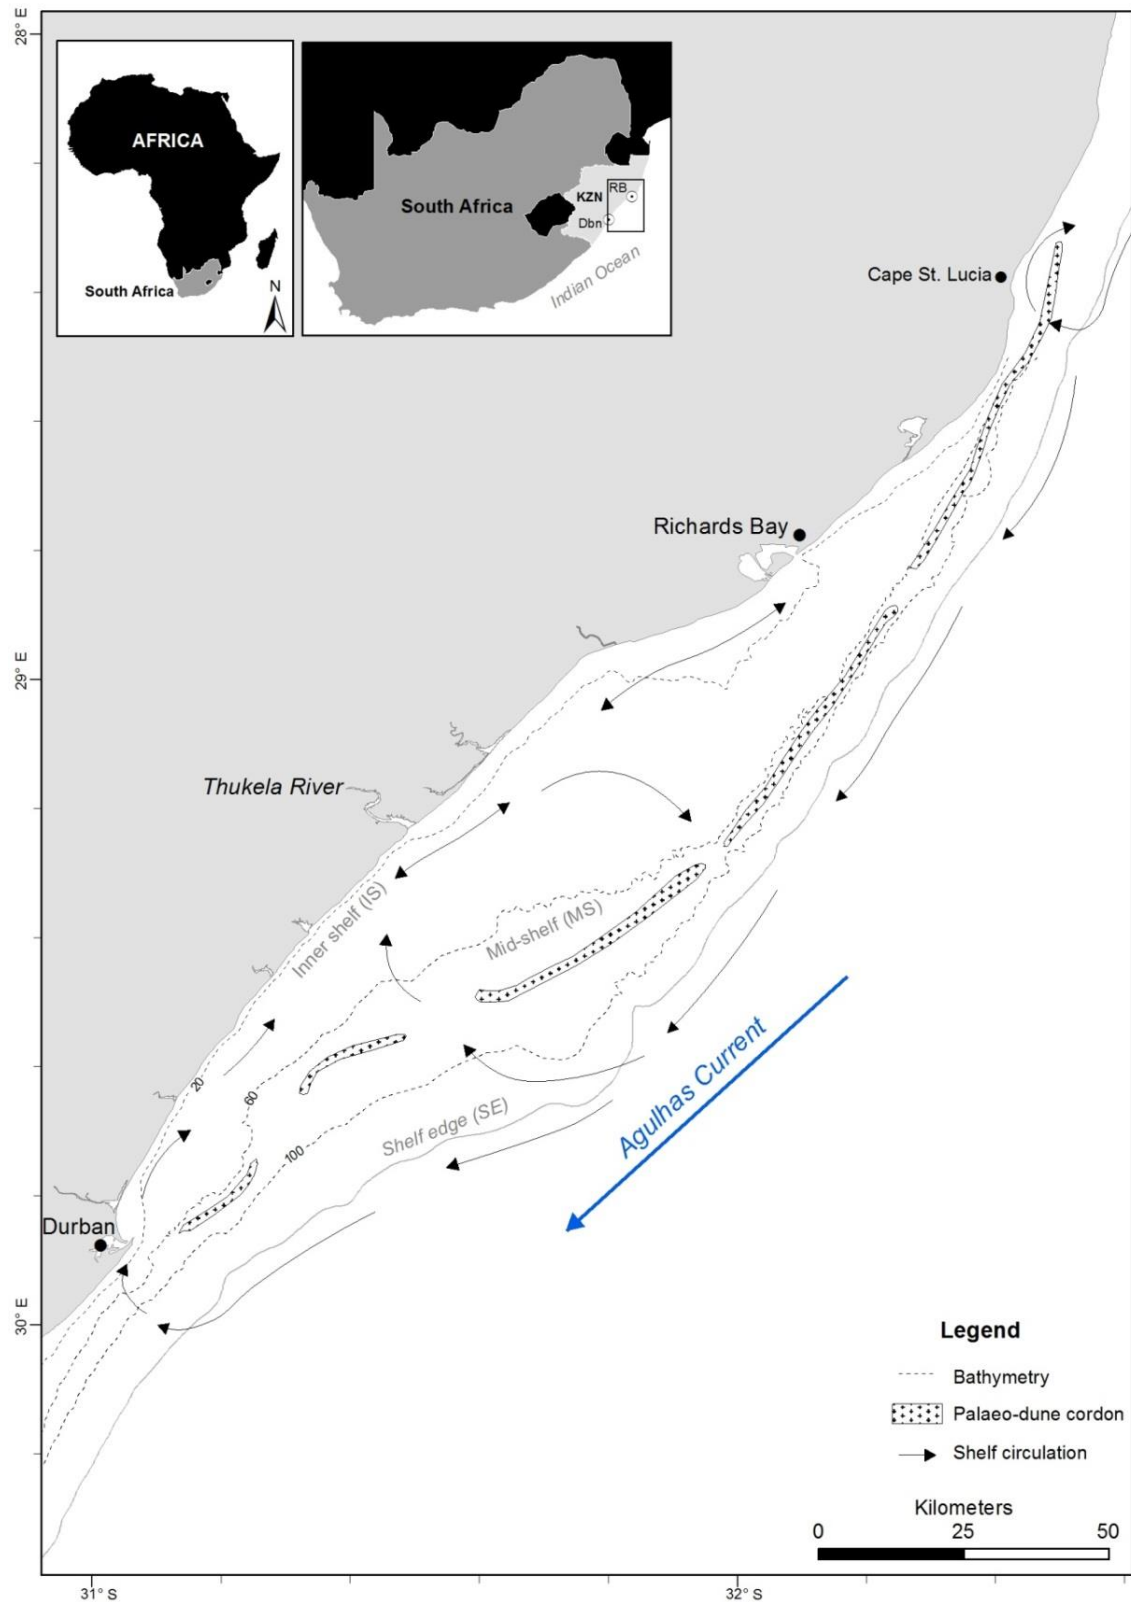 28° E
AFRICA
South Africa
N
South Africa
KZN
RB
Dbn
Indian Ocean
Cape St. Lucia
Richards Bay
29° E
Thukela River
Inner shelf (IS)
Mid-shelf (MS)
20
60
100
Shelf edge (SE)
Agulhas Current
Durban
30° E
Legend
Bathymetry
Palaeo-dune cordon
Shelf circulation
Kilometers
0 25 50
31° S
32° S